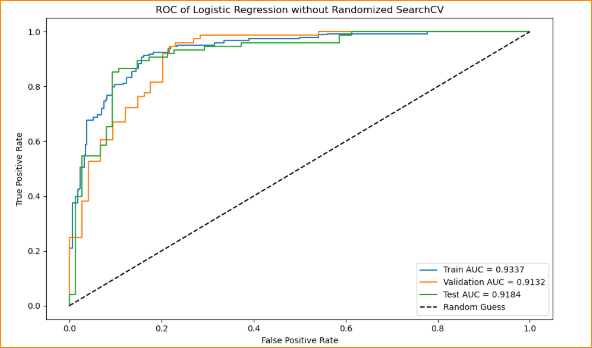 ROC of Logistic Regression without Randomized SearchCV
True Positive Rate
1.0
0.8
0.6
0.4
0.2
0.0
Train AUC = 0.9337
Validation AUC = 0.9132
Test AUC = 0.9184
Random Guess
0.0 0.2 0.4 0.6 0.8 1.0
False Positive Rate